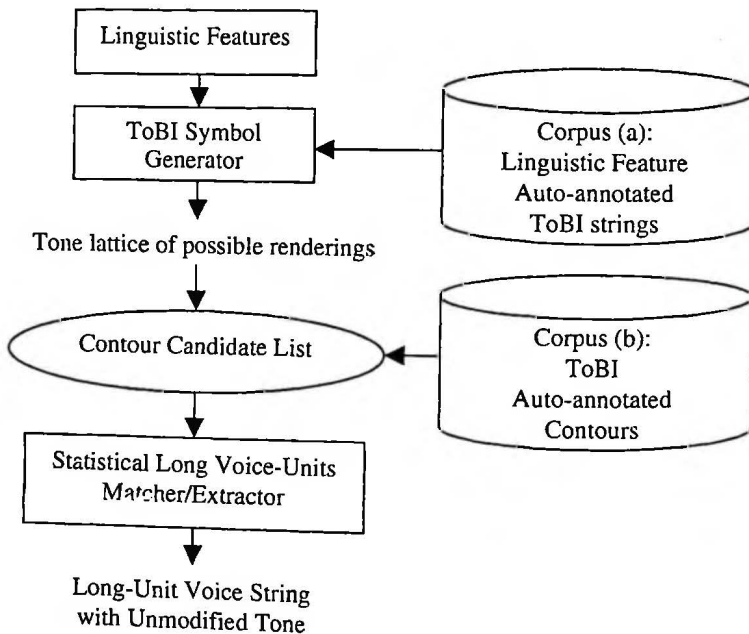 Linguistic Features
ToBI Symbol
Generator
Corpus (a):
Linguistic Feature
Auto-annotated
ToBI strings
Tone lattice of possible renderings
Contour Candidate List
Corpus (b):
ToBI
Auto-annotated
Contours
Statistical Long Voice-Units
Matcher/Extractor
Long-Unit Voice String
with Unmodified Tone